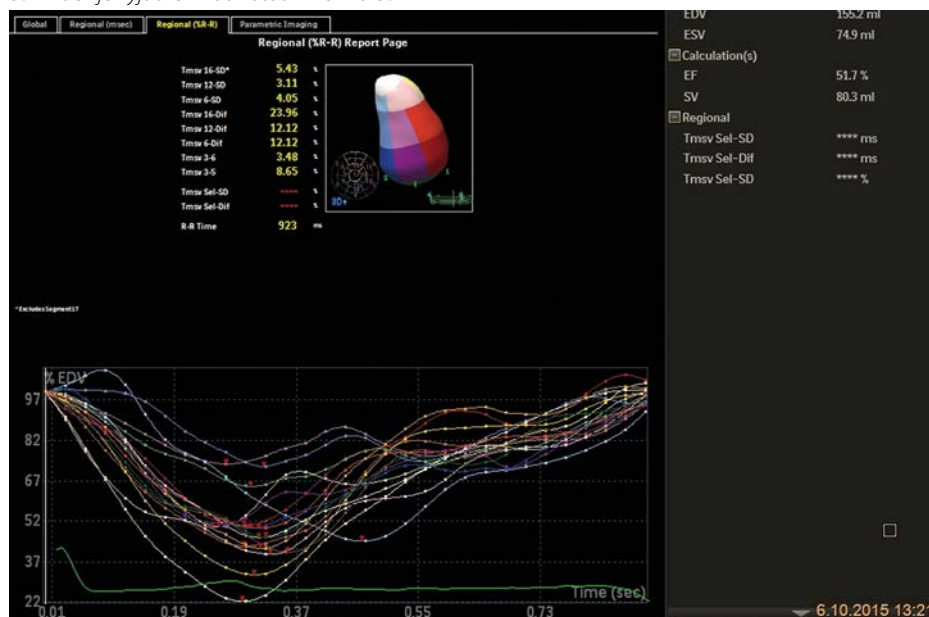 Global Regional (msec) Regional (%R-R) Parametric Imaging
Regional (%R-R) Report Page
Tmsv 16-SD* 5.43 %
Tmsv 12-SD 3.11 %
Tmsv 6-SD 4.05 %
Tmsv 16-Dif 23.96 %
Tmsv 12-Dif 12.12 %
Tmsv 6-Dif 12.12 %
Tmsv 3-6 3.48 %
Tmsv 3-5 8.65 %
Tmsv Sel-SD **** %
Tmsv Sel-Dif **** %
R-R Time 923 ms
3D
*Excludes Segment17
% EDV
97
82
67
52
37
22
0.01 0.19 0.37 0.55 0.73
Time (sec)
EDV 155.2 ml
ESV 74.9 ml
Calculation(s)
EF 51.7 %
SV 80.3 ml
Regional
Tmsv Sel-SD **** ms
Tmsv Sel-Dif **** ms
Tmsv Sel-SD **** %
6.10.2015 13:21